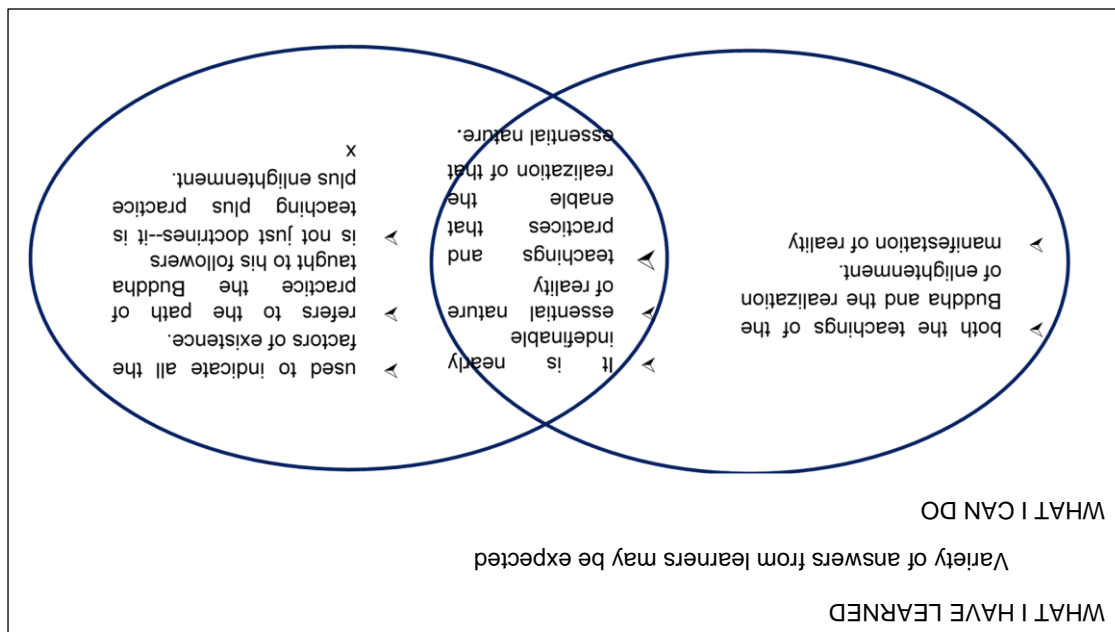 WHAT I HAVE LEARNED
Variety of answers from learners may be expected
WHAT I CAN DO
➢ both the teachings of the
Buddha and the realization
of enlightenment.
➢ manifestation of reality
➢ It is nearly
indefinable
➢ essential nature
of reality
➢ teachings and
practices that
enable the
realization of that
essential nature.
➢ used to indicate all the
factors of existence.
➢ refers to the path of
practice the Buddha
taught to his followers
➢ is not just doctrines--it is
teaching plus practice
plus enlightenment.
x